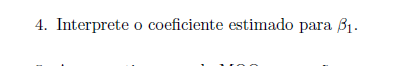 4. Interprete o coeficiente estimado para β₁.